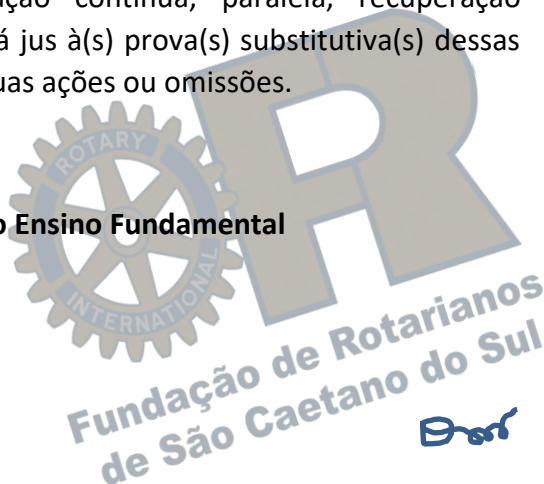 ção contínua, paralela, recuperação
á jus à(s) prova(s) substitutiva(s) dessas
uas ações ou omissões.
o Ensino Fundamental
ROTARY
INTERNATIONAL
Fundação de Rotarianos
de São Caetano do Sul